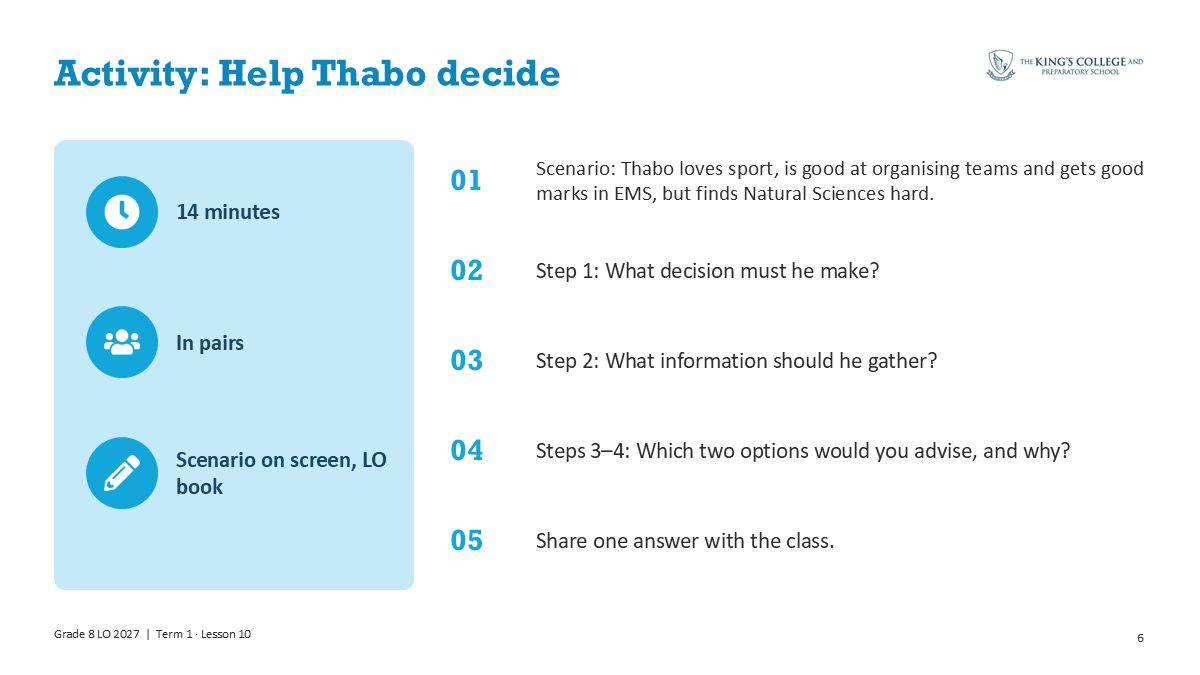 Activity: Help Thabo decide
THE KING'S COLLEGE AND
PREPARATORY SCHOOL
14 minutes
In pairs
Scenario on screen, LO
book
01
Scenario: Thabo loves sport, is good at organising teams and gets good
marks in EMS, but finds Natural Sciences hard.
02
Step 1: What decision must he make?
03
Step 2: What information should he gather?
04
Steps 3–4: Which two options would you advise, and why?
05
Share one answer with the class.
Grade 8 LO 2027 | Term 1 · Lesson 10
6